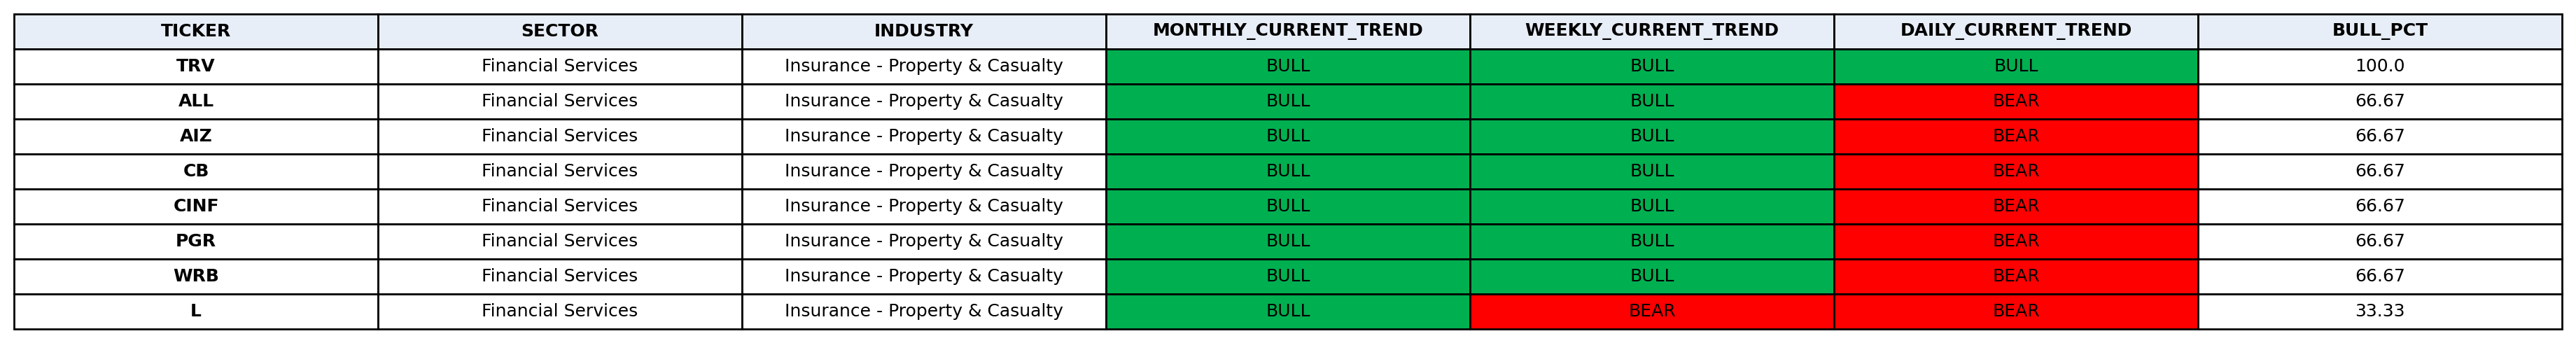 TICKER SECTOR INDUSTRY MONTHLY_CURRENT_TREND WEEKLY_CURRENT_TREND DAILY_CURRENT_TREND BULL_PCT
TRV Financial Services Insurance - Property & Casualty BULL BULL BULL 100.0
ALL Financial Services Insurance - Property & Casualty BULL BULL BEAR 66.67
AIZ Financial Services Insurance - Property & Casualty BULL BULL BEAR 66.67
CB Financial Services Insurance - Property & Casualty BULL BULL BEAR 66.67
CINF Financial Services Insurance - Property & Casualty BULL BULL BEAR 66.67
PGR Financial Services Insurance - Property & Casualty BULL BULL BEAR 66.67
WRB Financial Services Insurance - Property & Casualty BULL BULL BEAR 66.67
L Financial Services Insurance - Property & Casualty BULL BEAR BEAR 33.33